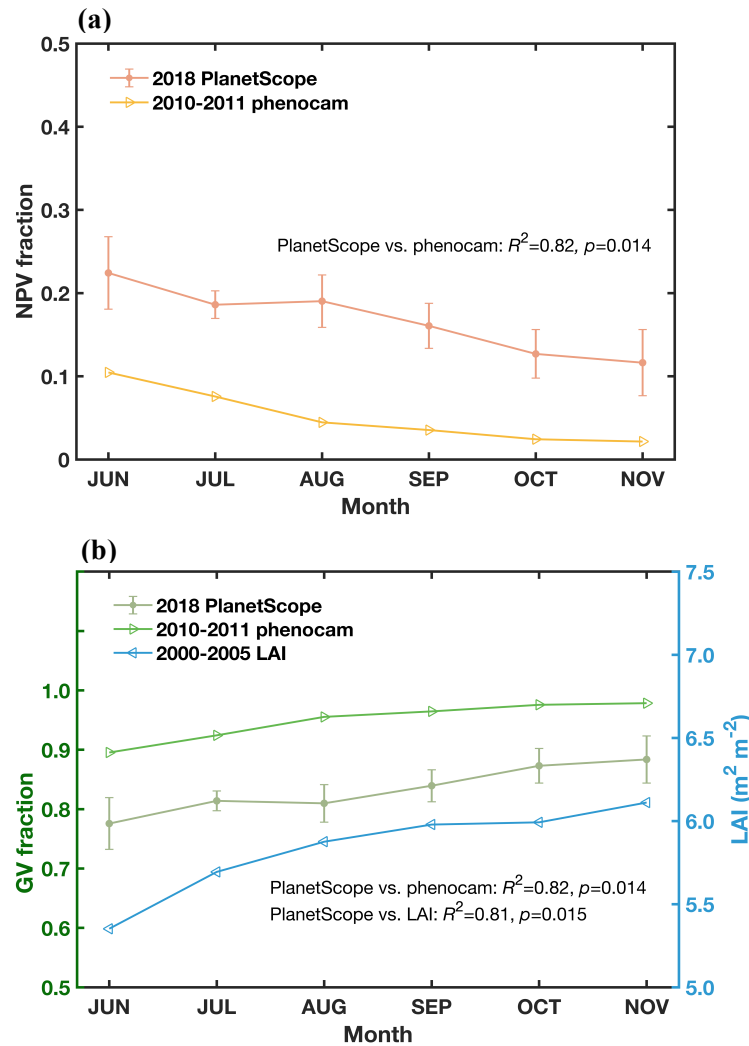 (a)
0.5
0.4
0.3
0.2
0.1
0
NPV fraction
2018 PlanetScope
2010-2011 phenocam
PlanetScope vs. phenocam: R²=0.82, p=0.014
JUN JUL AUG SEP OCT NOV
Month
(b)
1.0
0.9
0.8
0.7
0.6
0.5
GV fraction
2018 PlanetScope
2010-2011 phenocam
2000-2005 LAI
PlanetScope vs. phenocam: R²=0.82, p=0.014
PlanetScope vs. LAI: R²=0.81, p=0.015
7.5
7.0
6.5
6.0
5.5
5.0
LAI (m² m⁻²)
JUN JUL AUG SEP OCT NOV
Month